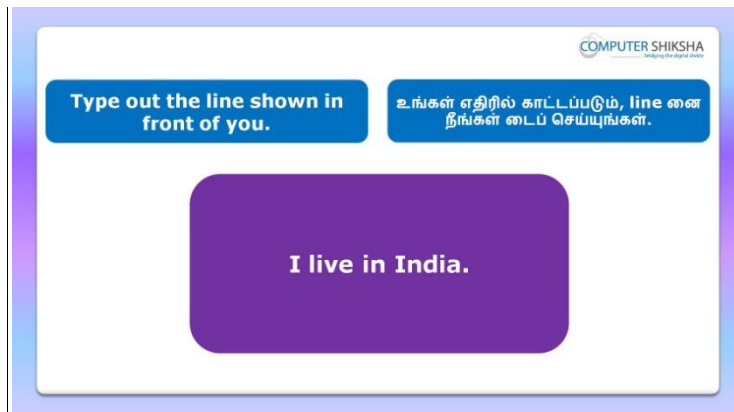 COMPUTER SHIKSHA
bridging the digital divide
Type out the line shown in
front of you.
உங்கள் எதிரில் காட்டப்படும், line னை
நீங்கள் டைப் செய்யுங்கள்.
I live in India.